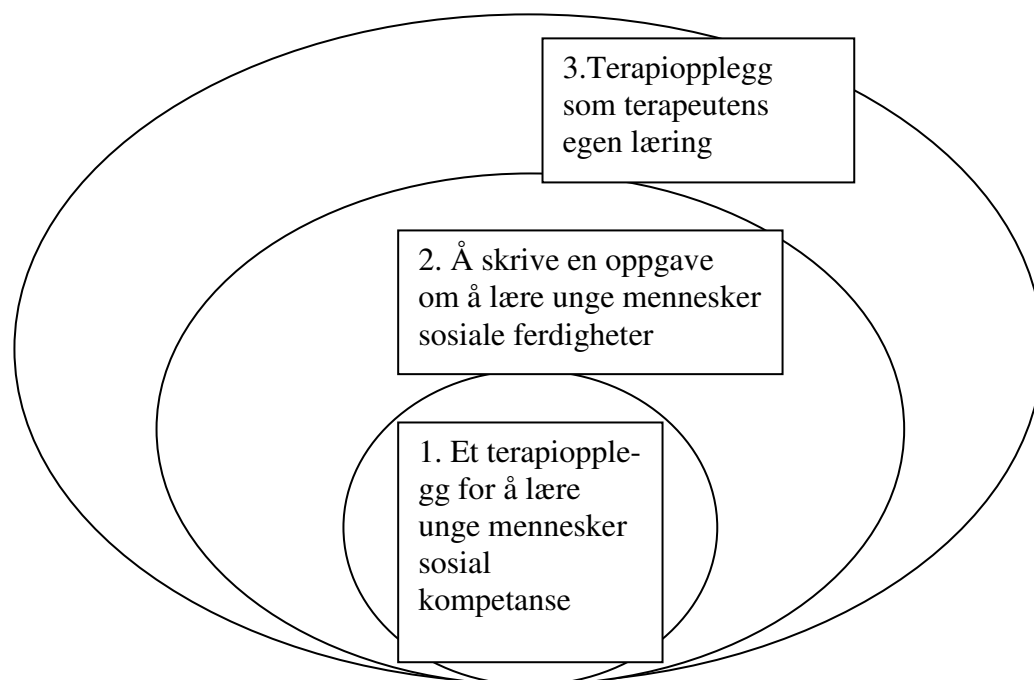 3.Terapiopplegg
som terapeutens
egen læring
2. Å skrive en oppgave
om å lære unge mennesker
sosiale ferdigheter
1. Et terapiopple-
gg for å lære
unge mennesker
sosial
kompetanse